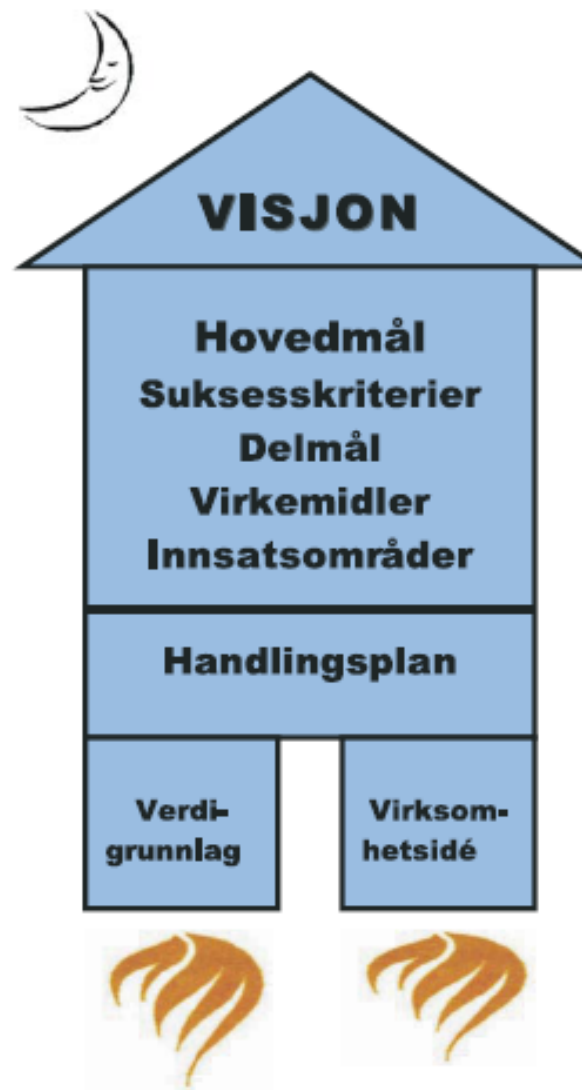 VISJON
Hovedmål
Suksesskriterier
Delmål
Virkemidler
Innsatsområder
Handlingsplan
Verdi-
grunnlag
Virksom-
hetsidé